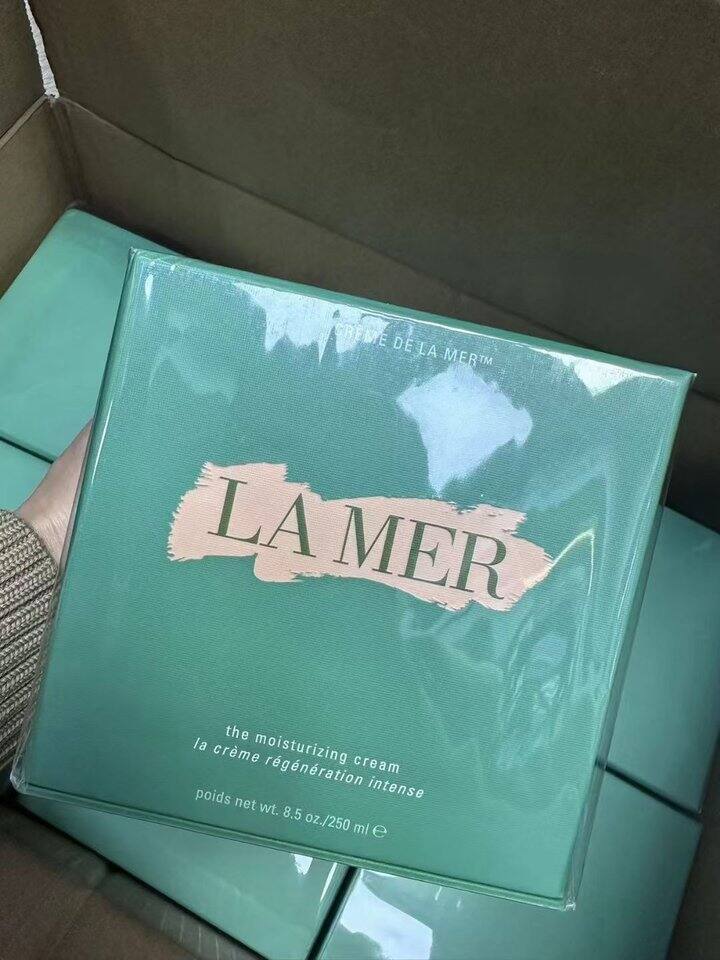 CRÈME DE LA MER™
LA MER
the moisturizing cream
la crème régénération intense
poids net wt. 8.5 oz./250 ml ℮